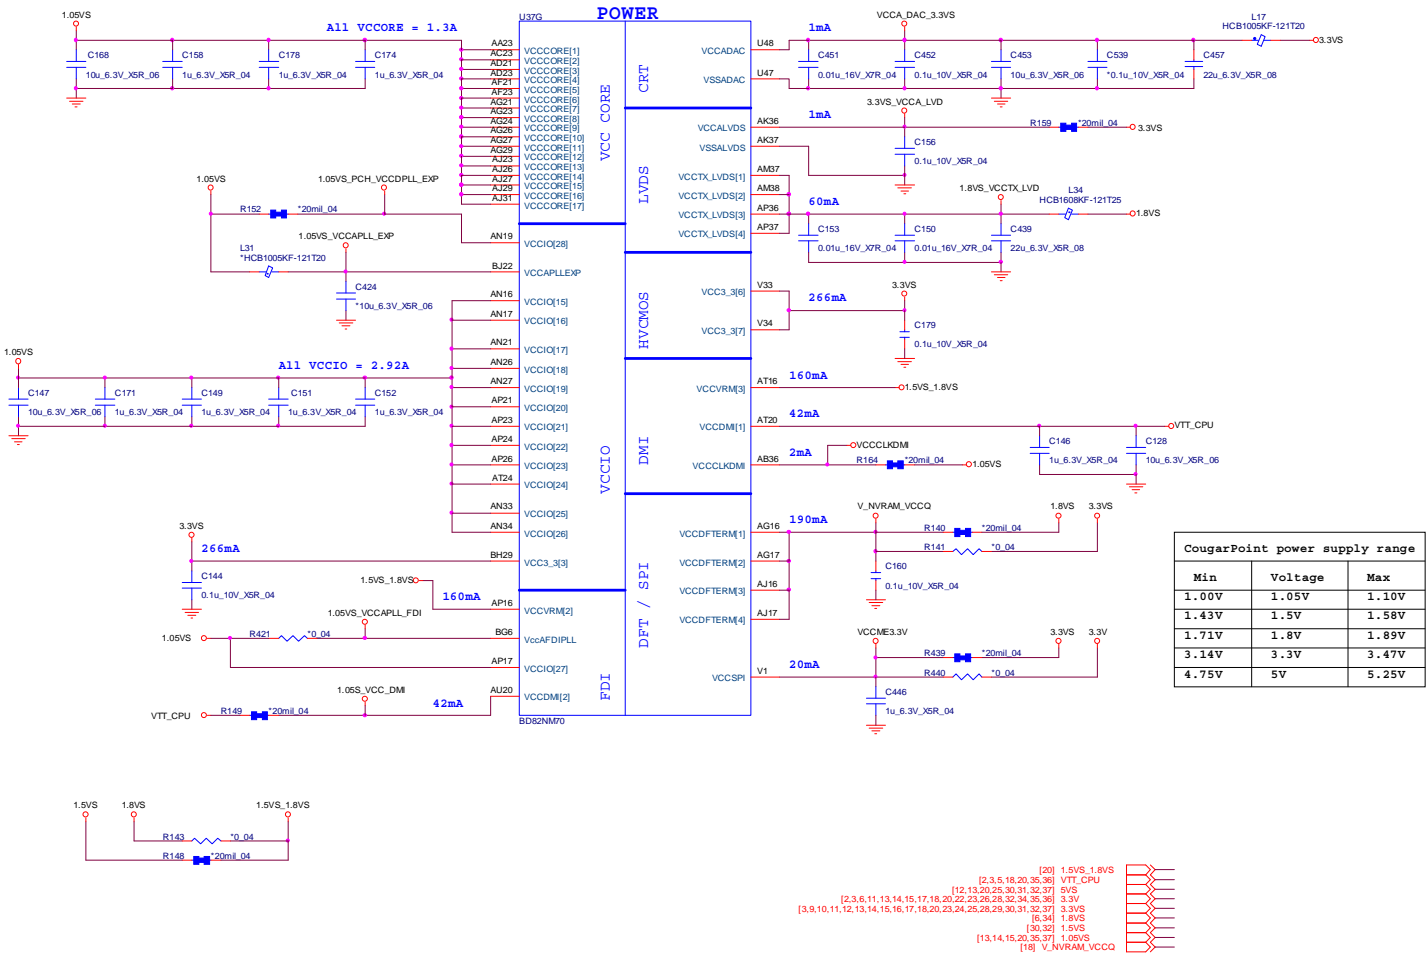 POWER
U37G
1.05VS
All VCCORE = 1.3A
C168
10u_6.3V_X5R_06
C158
1u_6.3V_X5R_04
C178
1u_6.3V_X5R_04
C174
1u_6.3V_X5R_04
AA23
AC23
AD21
AD23
AF21
AF23
AG21
AG23
AG24
AG26
AG27
AG29
AJ23
AJ26
AJ27
AJ29
AJ31
VCCCORE[1]
VCCCORE[2]
VCCCORE[3]
VCCCORE[4]
VCCCORE[5]
VCCCORE[6]
VCCCORE[7]
VCCCORE[8]
VCCCORE[9]
VCCCORE[10]
VCCCORE[11]
VCCCORE[12]
VCCCORE[13]
VCCCORE[14]
VCCCORE[15]
VCCCORE[16]
VCCCORE[17]
VCC CORE
1.05VS
1.05VS_PCH_VCCDPLL_EXP
R152
*20mil_04
AN19
VCCIO[28]
1.05VS_VCCAPLL_EXP
L31
*HCB1005KF-121T20
BJ22
VCCAPLLEXP
C424
*10u_6.3V_X5R_06
AN16
VCCIO[15]
AN17
VCCIO[16]
AN21
VCCIO[17]
AN26
VCCIO[18]
AN27
VCCIO[19]
AP21
VCCIO[20]
AP23
VCCIO[21]
AP24
VCCIO[22]
AP26
VCCIO[23]
AT24
VCCIO[24]
AN33
VCCIO[25]
AN34
VCCIO[26]
VCCIO
1.05VS
All VCCIO = 2.92A
C147
10u_6.3V_X5R_06
C171
1u_6.3V_X5R_04
C149
1u_6.3V_X5R_04
C151
1u_6.3V_X5R_04
C152
1u_6.3V_X5R_04
3.3VS
266mA
BH29
VCC3_3[3]
C144
0.1u_10V_X5R_04
1.5VS_1.8VS
160mA
AP16
VCCVRM[2]
1.05VS_VCCAPLL_FDI
1.05VS
R421
*0_04
BG6
VccAFDIPLL
AP17
VCCIO[27]
1.05S_VCC_DMI
42mA
AU20
VCCDMI[2]
VTT_CPU
R149
*20mil_04
FDI
BD82NM70
CRT
1mA
VCCA_DAC_3.3VS
L17
HCB1005KF-121T20
3.3VS
U48
VCCADAC
U47
VSSADAC
C451
0.01u_16V_X7R_04
C452
0.1u_10V_X5R_04
C453
10u_6.3V_X5R_06
C539
*0.1u_10V_X5R_04
C457
22u_6.3V_X5R_08
LVDS
3.3VS_VCCA_LVD
1mA
AK36
VCCALVDS
R159
*20mil_04
3.3VS
AK37
VSSALVDS
C156
0.1u_10V_X5R_04
AM37
VCCTX_LVDS[1]
AM38
VCCTX_LVDS[2]
AP36
VCCTX_LVDS[3]
AP37
VCCTX_LVDS[4]
60mA
1.8VS_VCCTX_LVD
L34
HCB1608KF-121T25
1.8VS
C153
0.01u_16V_X7R_04
C150
0.01u_16V_X7R_04
C439
22u_6.3V_X5R_08
HVCMOS
V33
VCC3_3[6]
266mA
3.3VS
V34
VCC3_3[7]
C179
0.1u_10V_X5R_04
DMI
160mA
AT16
VCCVRM[3]
1.5VS_1.8VS
42mA
AT20
VCCDMI[1]
VTT_CPU
C146
1u_6.3V_X5R_04
C128
10u_6.3V_X5R_06
2mA
AB36
VCCCLKDMI
VCCCLKDMI
R164
*20mil_04
1.05VS
DFT / SPI
190mA
V_NVRAM_VCCQ
1.8VS
3.3VS
AG16
VCCDFTERM[1]
R140
*20mil_04
R141
*0_04
AG17
VCCDFTERM[2]
C160
0.1u_10V_X5R_04
AJ16
VCCDFTERM[3]
AJ17
VCCDFTERM[4]
VCCME3.3V
3.3VS
3.3V
R439
*20mil_04
20mA
V1
VCCSPI
R440
*0_04
C446
1u_6.3V_X5R_04
CougarPoint power supply range
Min Voltage Max
1.00V 1.05V 1.10V
1.43V 1.5V 1.58V
1.71V 1.8V 1.89V
3.14V 3.3V 3.47V
4.75V 5V 5.25V
1.5VS
1.8VS
1.5VS_1.8VS
R143
*0_04
R148
*20mil_04
[20] 1.5VS_1.8VS
[2,3,5,18,20,35,36] VTT_CPU
[12,13,20,25,30,31,32,37] 5VS
[2,3,6,11,13,14,15,17,18,20,22,23,26,28,32,34,35,36] 3.3V
[3,9,10,11,12,13,14,15,16,17,18,20,23,24,25,28,29,30,31,32,37] 3.3VS
[6,34] 1.8VS
[30,32] 1.5VS
[13,14,15,20,35,37] 1.05VS
[18] V_NVRAM_VCCQ